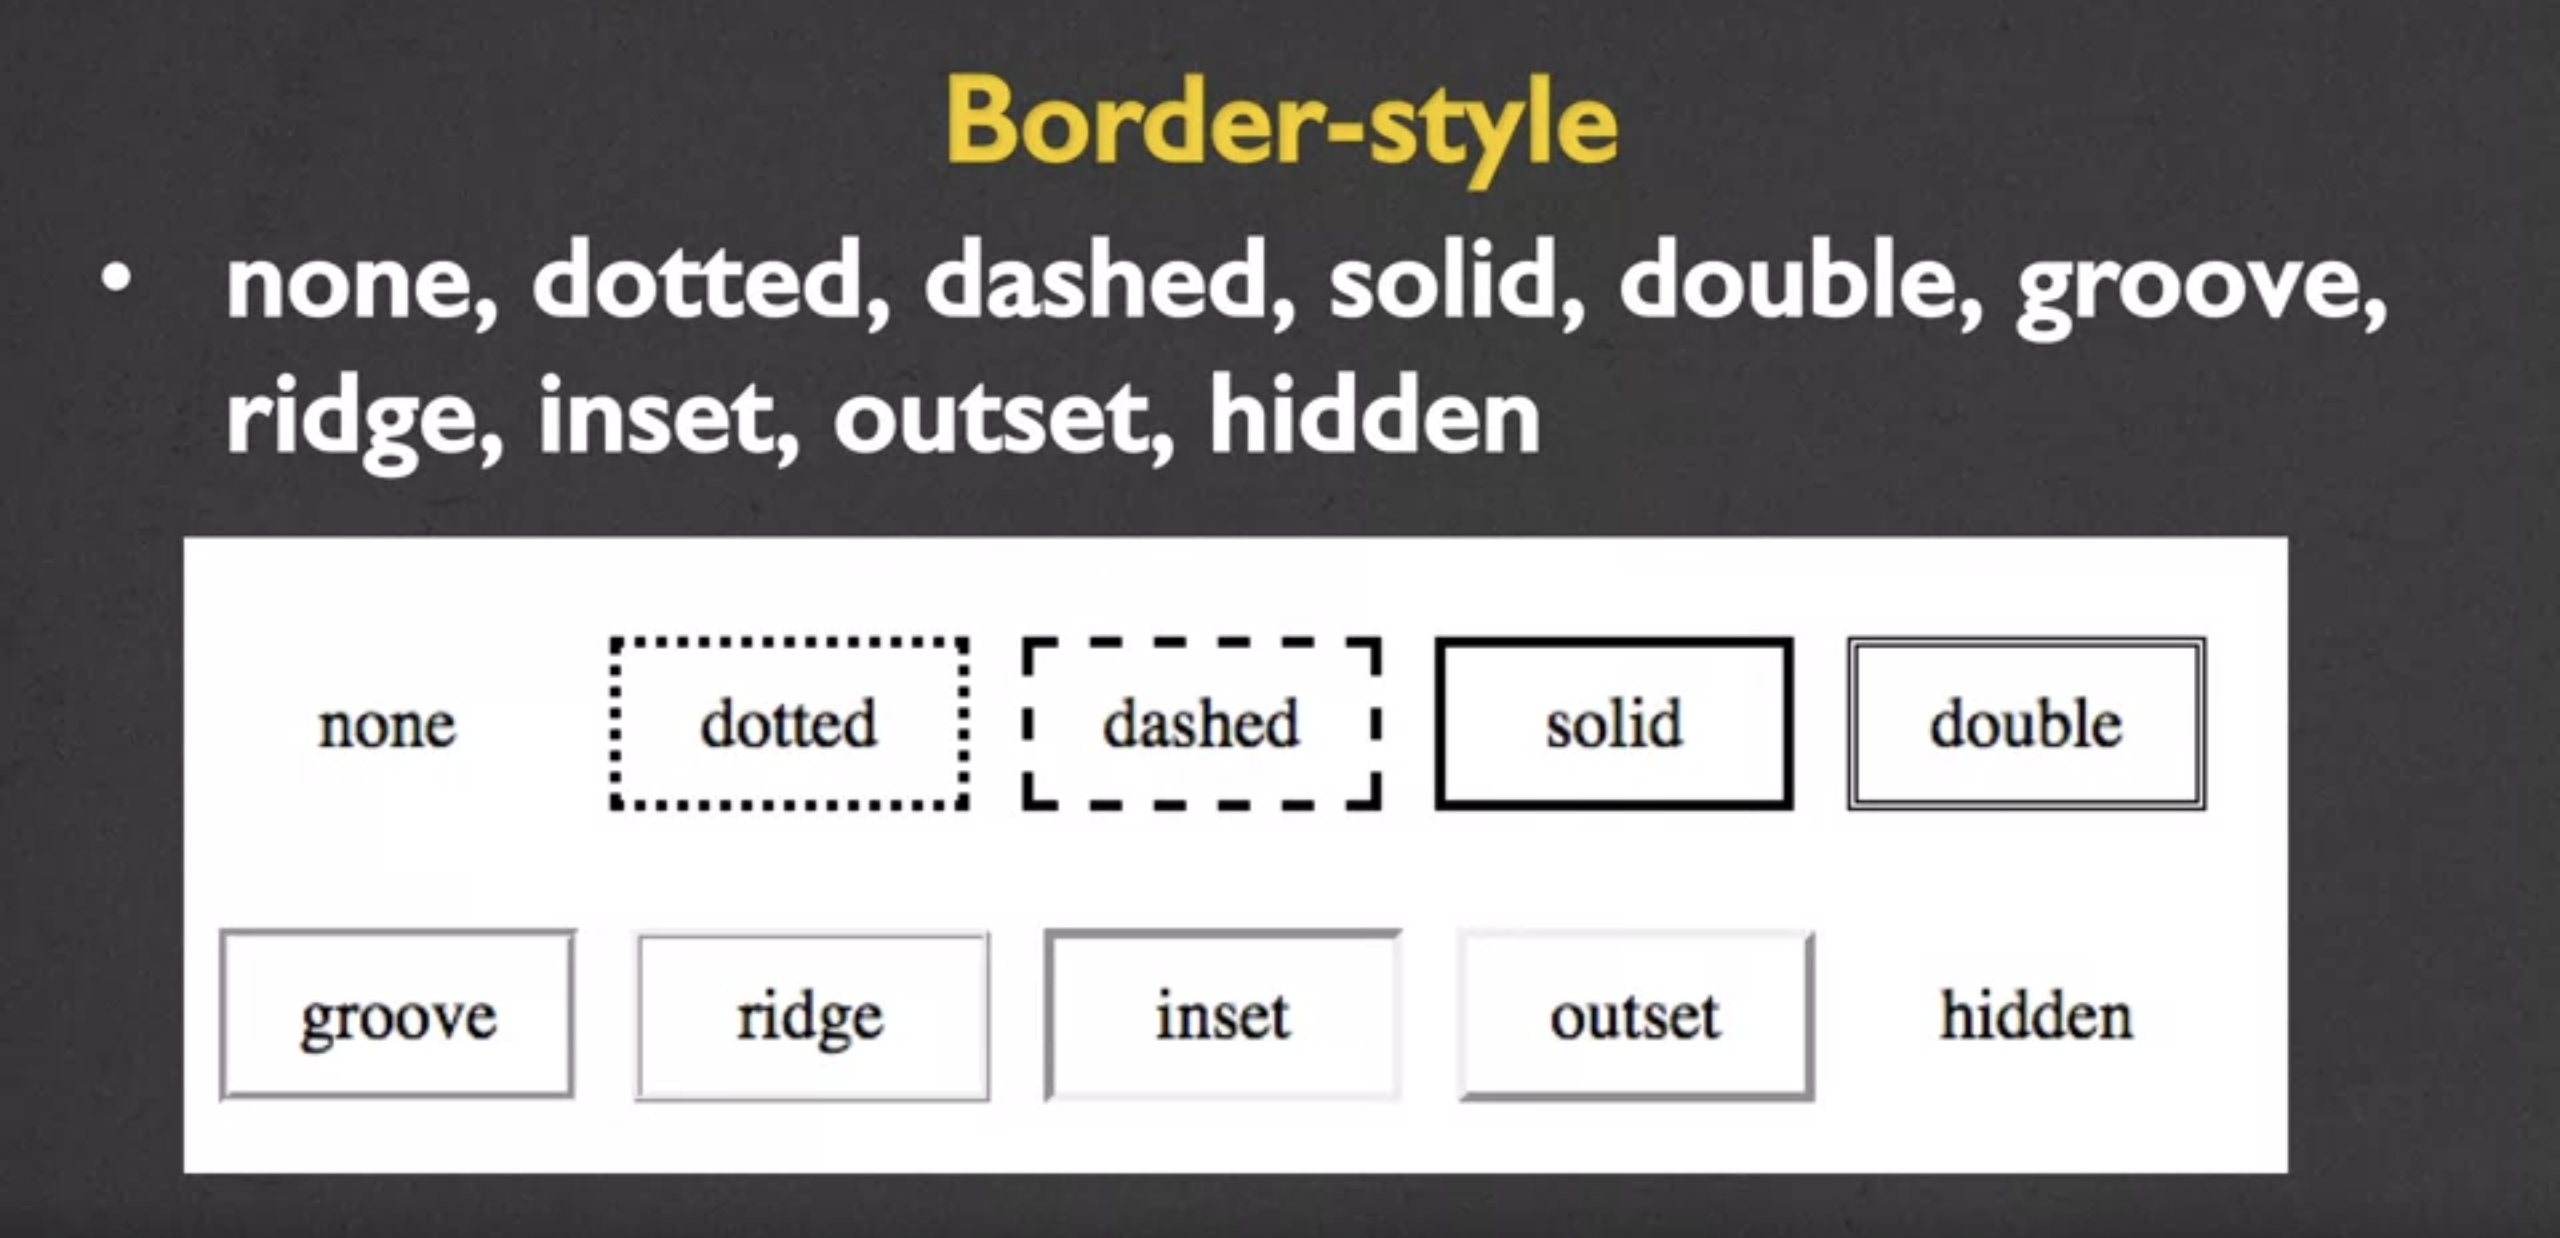 Border-style
• none, dotted, dashed, solid, double, groove,
ridge, inset, outset, hidden
none dotted dashed solid double
groove ridge inset outset hidden